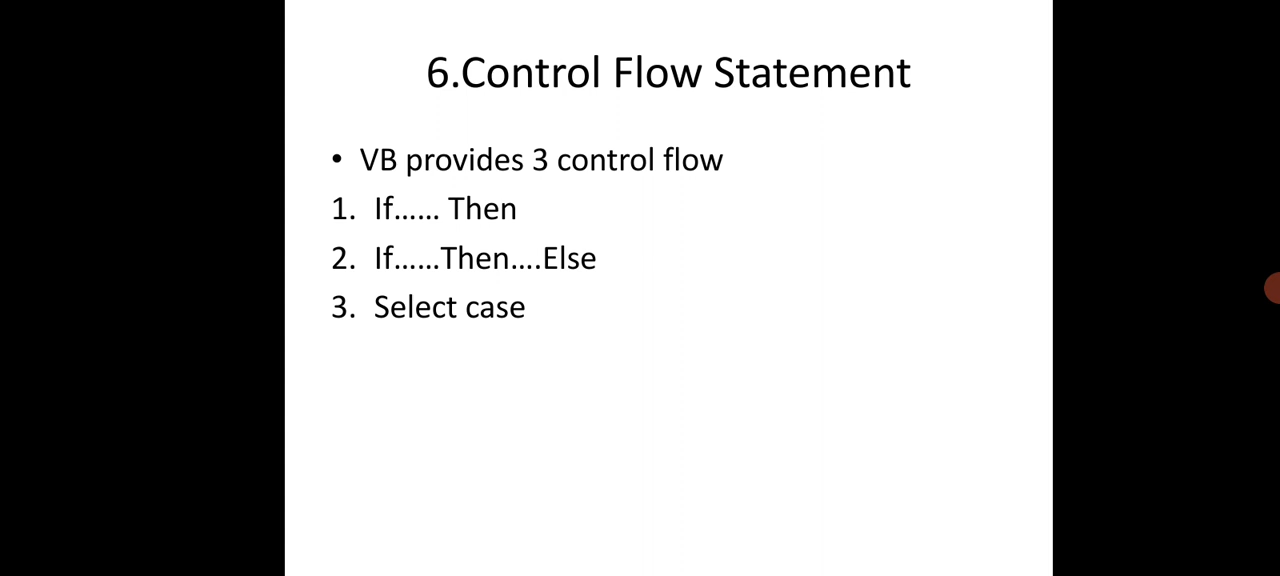 6.Control Flow Statement
• VB provides 3 control flow
1. If...... Then
2. If......Then....Else
3. Select case